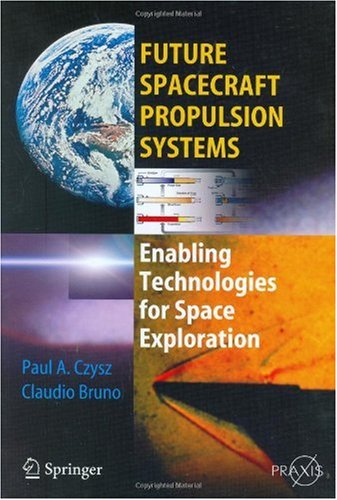 FUTURE
SPACECRAFT
PROPULSION
SYSTEMS
Enabling
Technologies
for Space
Exploration
Paul A. Czysz
Claudio Bruno
Springer
PRAXIS